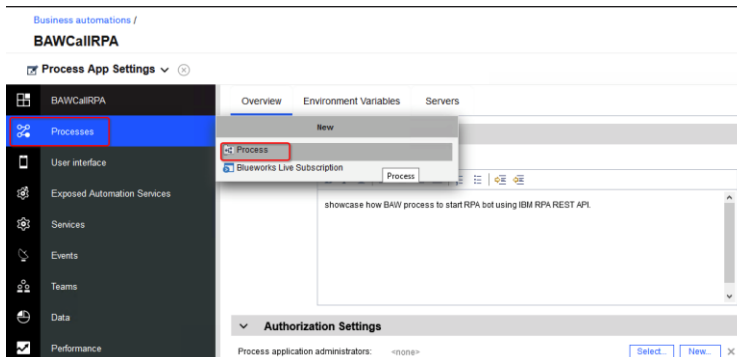 Business automations /
BAWCallRPA
Process App Settings
BAWCallRPA
Overview Environment Variables Servers
Processes
New
Process
Blueworks Live Subscription
Process
User interface
Exposed Automation Services
showcase how BAW process to start RPA bot using IBM RPA REST API.
Services
Events
Teams
Data
Authorization Settings
Performance
Process application administrators: <none> Select... New...